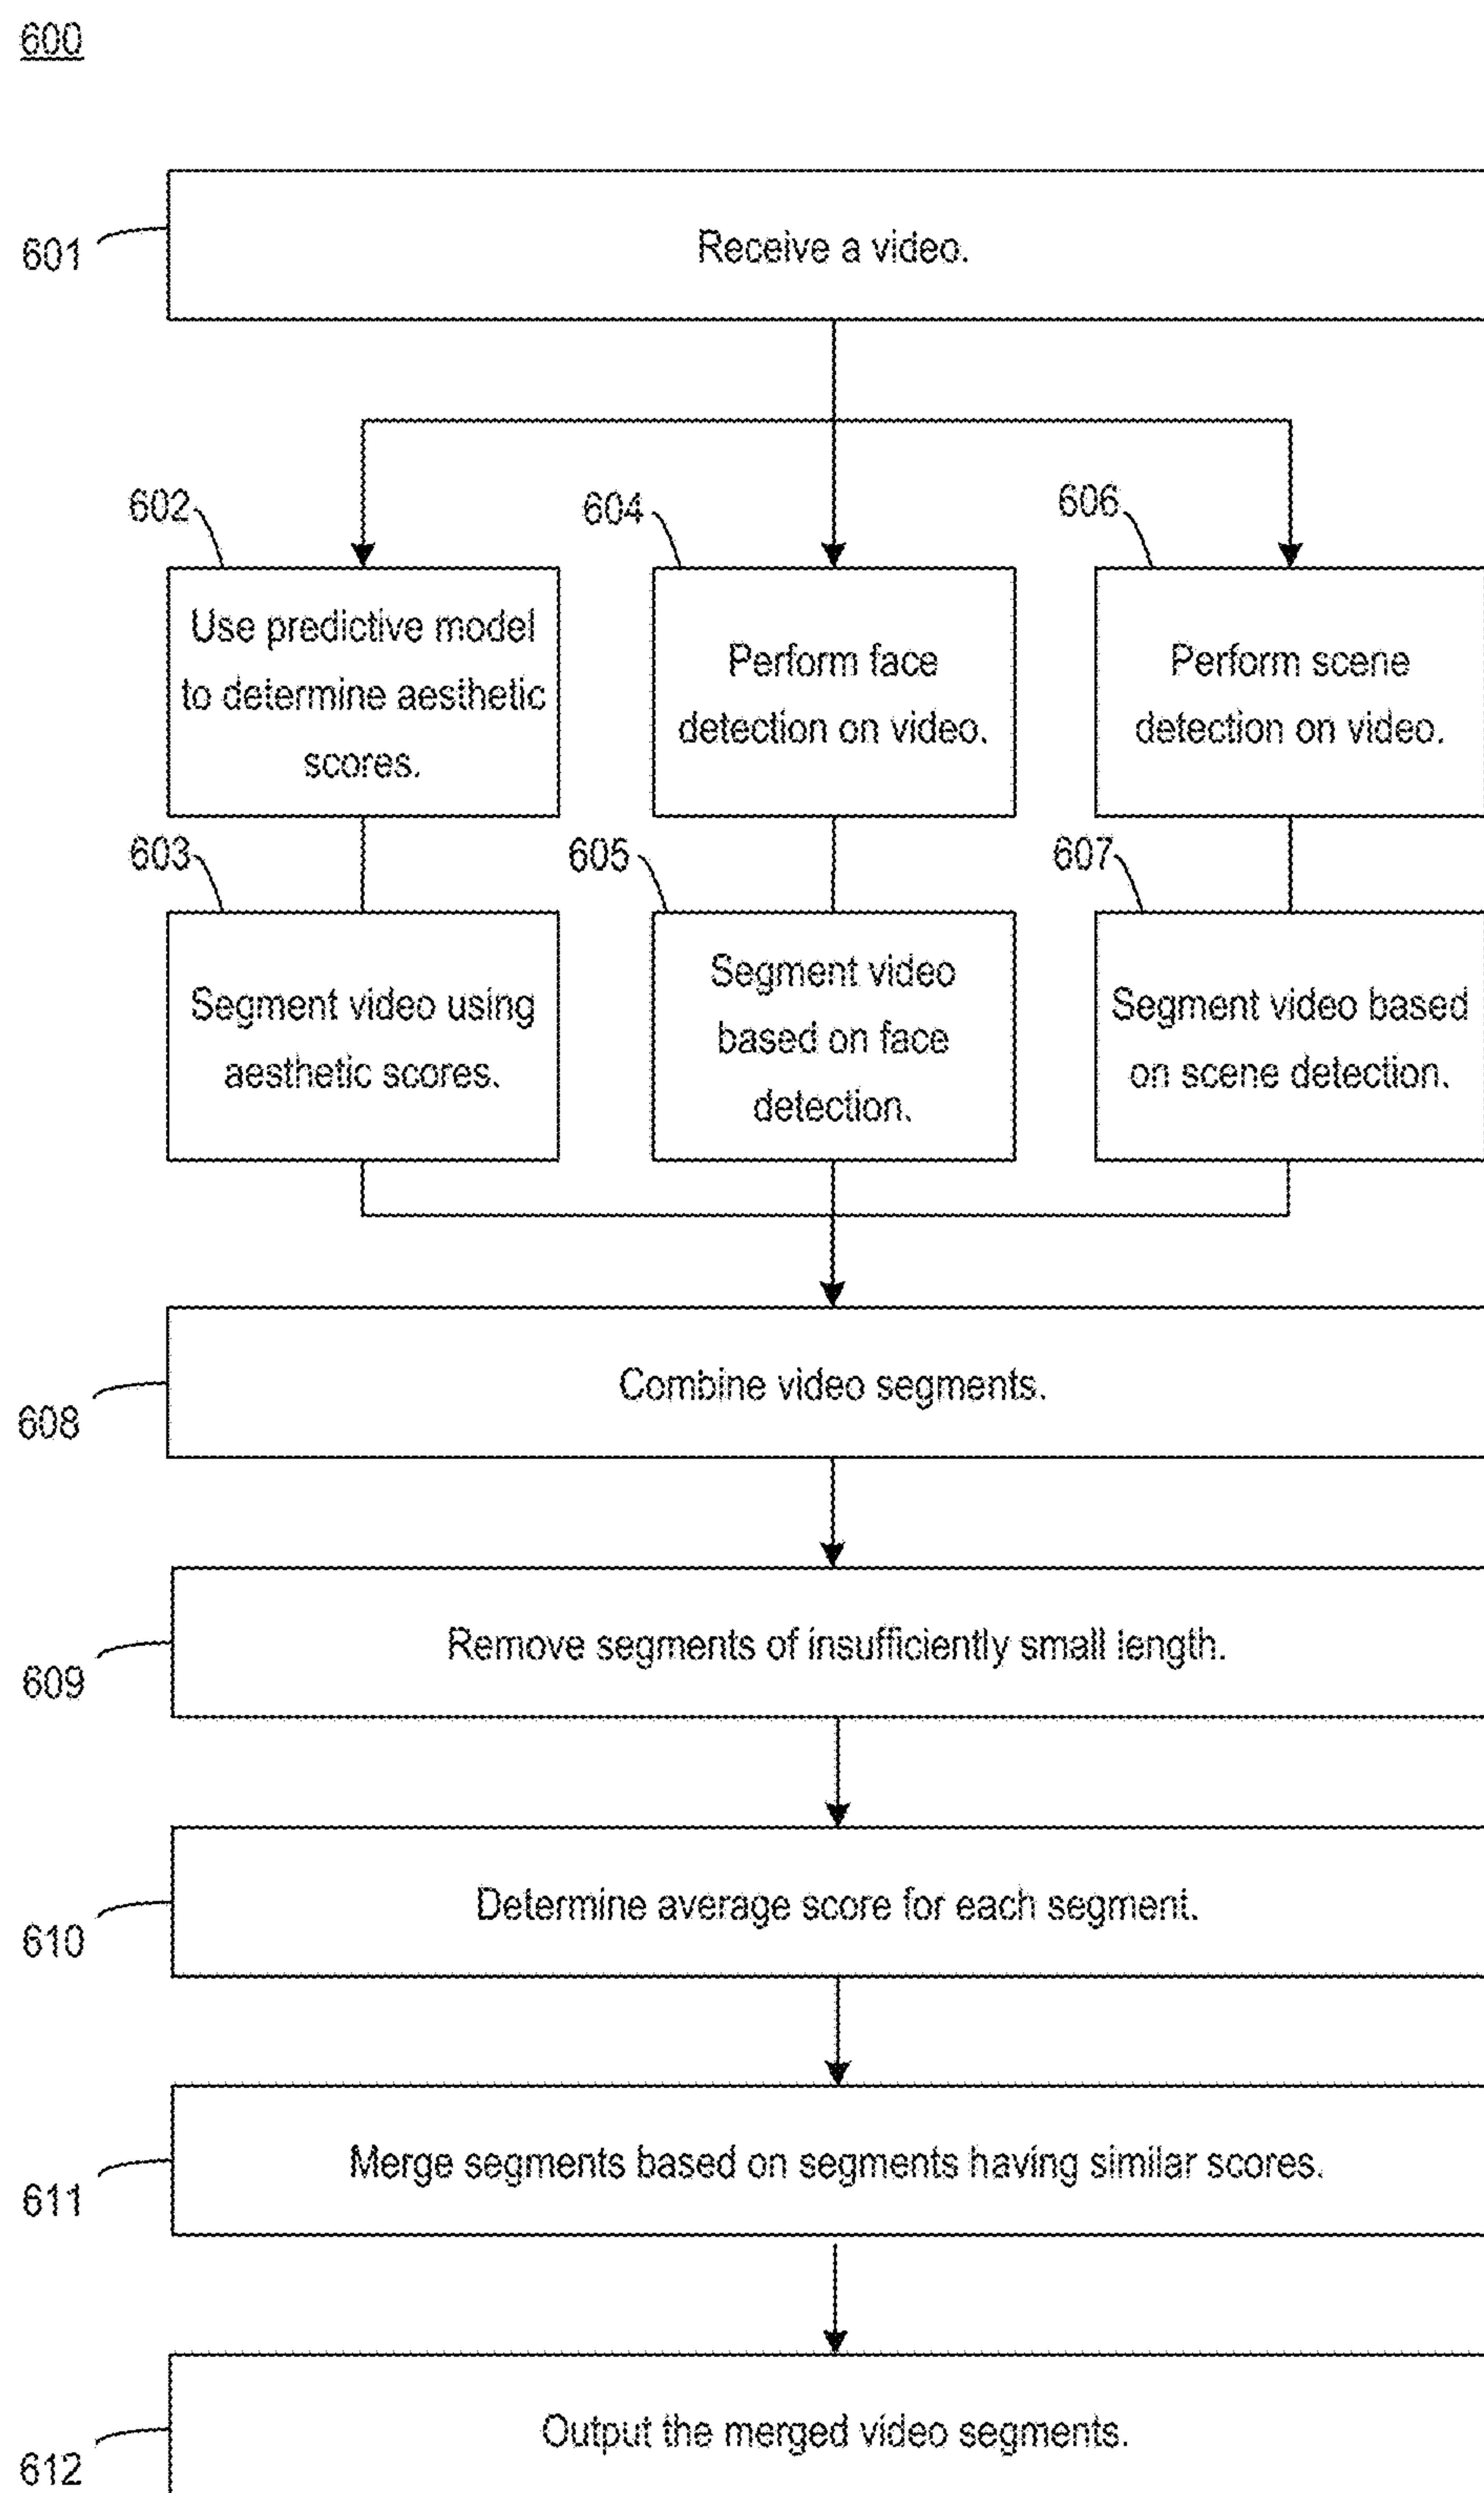 600
601
Receive a video.
602
604
606
Use predictive model
to determine aesthetic
scores.
Perform face
detection on video.
Perform scene
detection on video.
603
605
607
Segment video using
aesthetic scores.
Segment video
based on face
detection.
Segment video based
on scene detection.
Combine video segments.
608
Remove segments of insufficiently small length.
609
Determine average score for each segment.
610
Merge segments based on segments having similar scores.
611
Output the merged video segments.
612